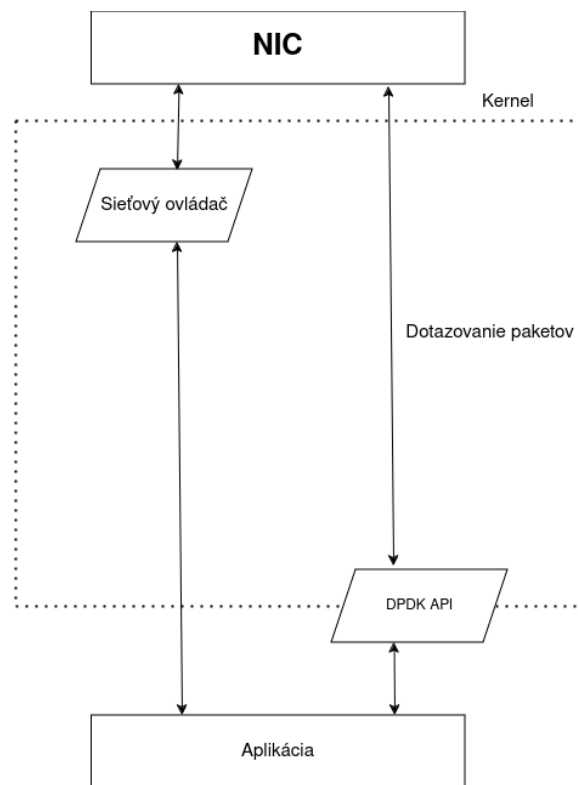 NIC
Kernel
Sieťový ovládač
Dotazovanie paketov
DPDK API
Aplikácia